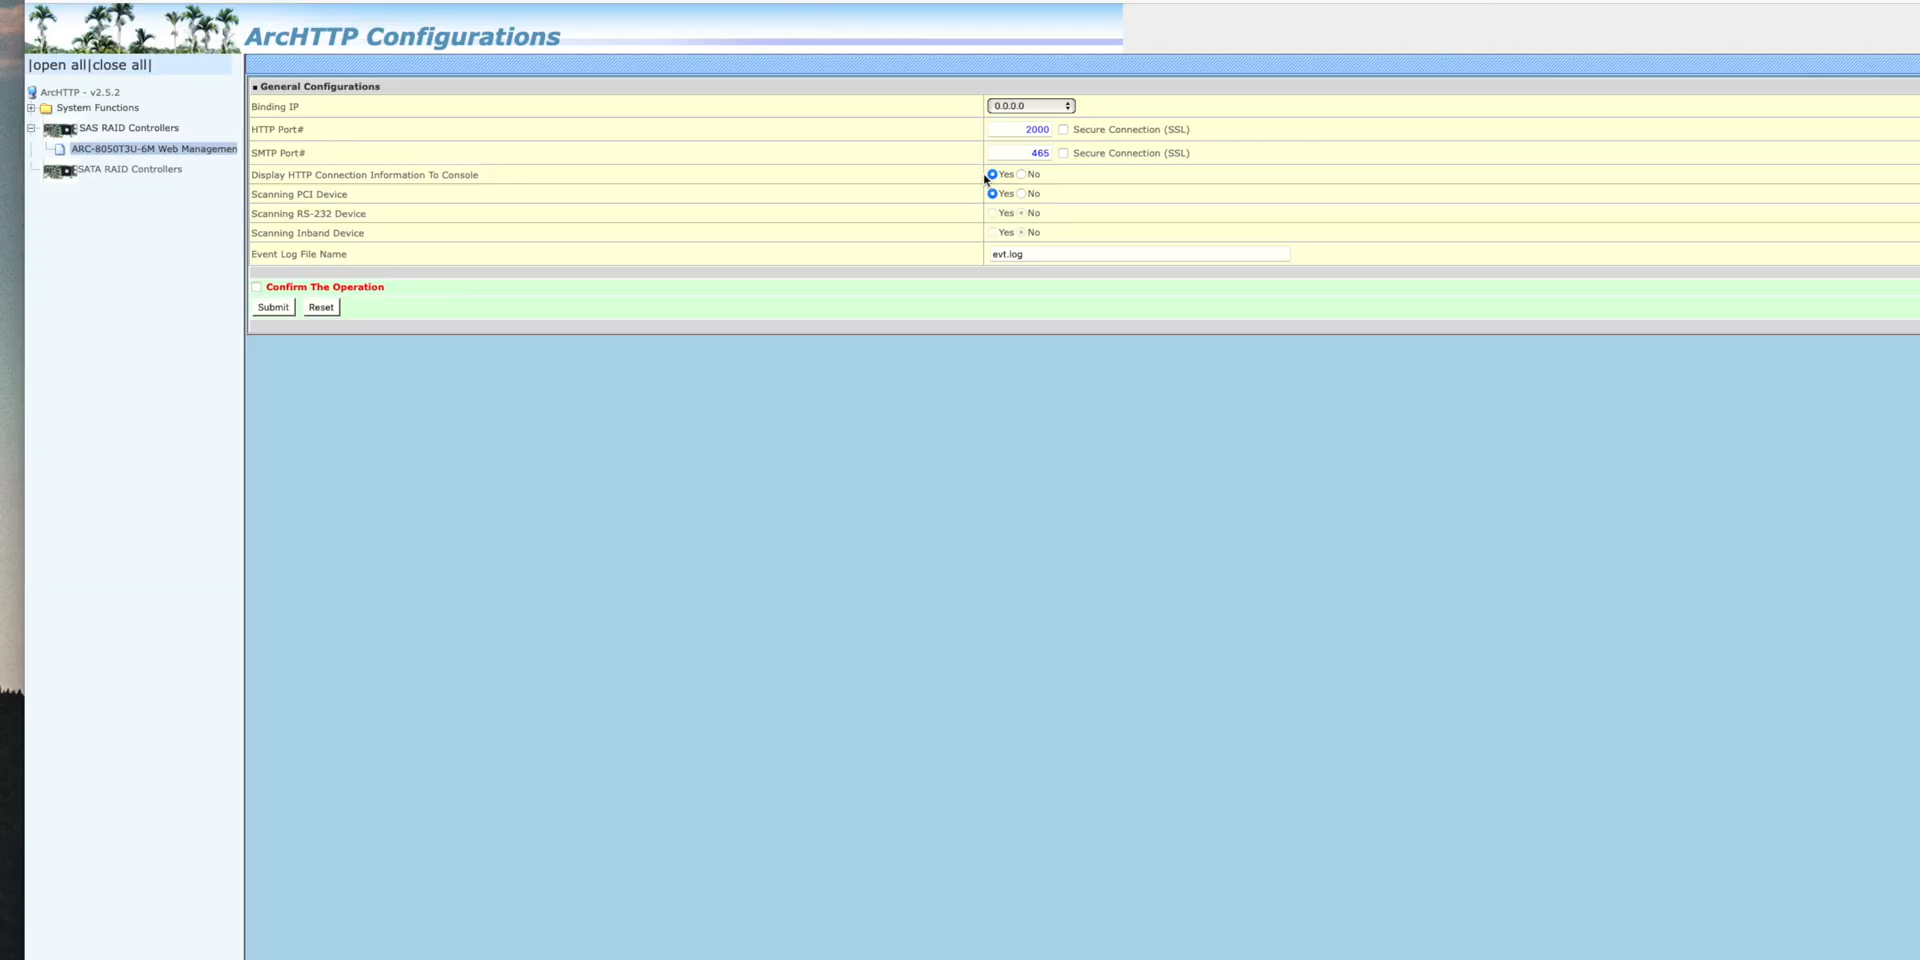 ArcHTTP Configurations
|open all|close all|
ArcHTTP - v2.5.2
System Functions
SAS RAID Controllers
ARC-8050T3U-6M Web Managemen
SATA RAID Controllers
General Configurations
Binding IP 0.0.0.0
HTTP Port# 2000 Secure Connection (SSL)
SMTP Port# 465 Secure Connection (SSL)
Display HTTP Connection Information To Console Yes No
Scanning PCI Device Yes No
Scanning RS-232 Device Yes No
Scanning Inband Device Yes No
Event Log File Name evt.log
Confirm The Operation
Submit Reset